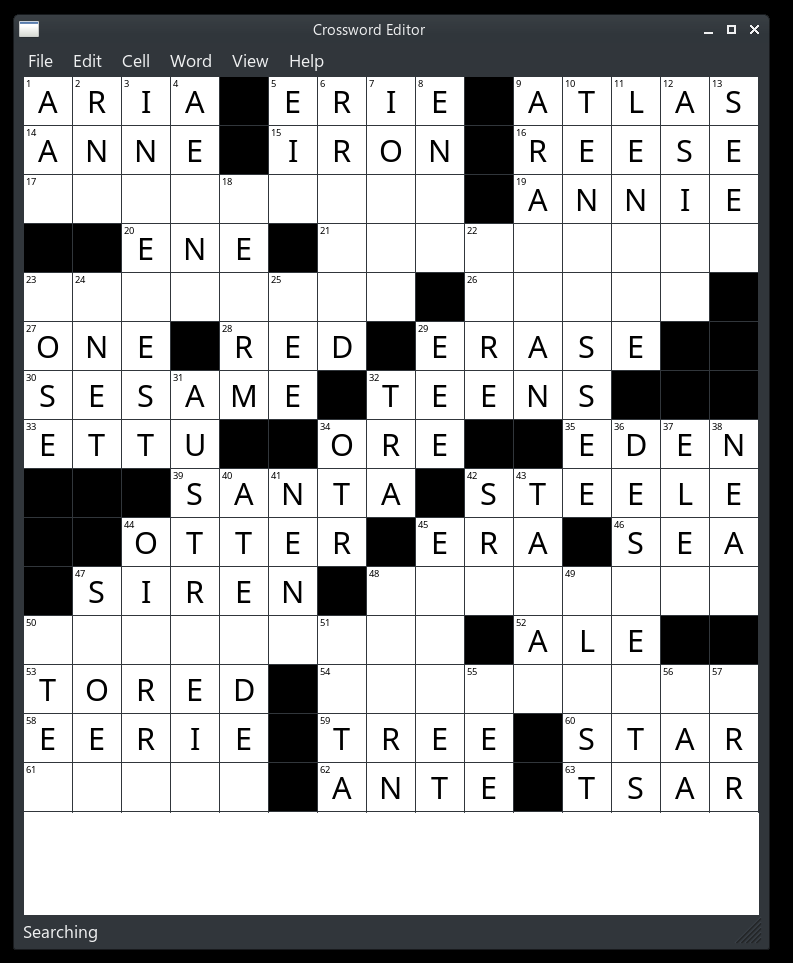 Crossword Editor
File Edit Cell Word View Help
1 A 2 R 3 I 4 A 5 E 6 R 7 I 8 E 9 A 10 T 11 L 12 A 13 S
14 A N N E 15 I R O N 16 R E E S E
17 18 19 A N N I E
20 E N E 21 22
23 24 25 26
27 O N E 28 R E D 29 E R A S E
30 S E S 31 A M E 32 T E E N S
33 E T T U 34 O R E 35 E 36 D 37 E 38 N
39 S 40 A 41 N T A 42 S 43 T E E L E
44 O T T E R 45 E R A 46 S E A
47 S I R E N 48 49
50 51 52 A L E
53 T O R E D 54 55 56 57
58 E E R I E 59 T R E E 60 S T A R
61 62 A N T E 63 T S A R
Searching